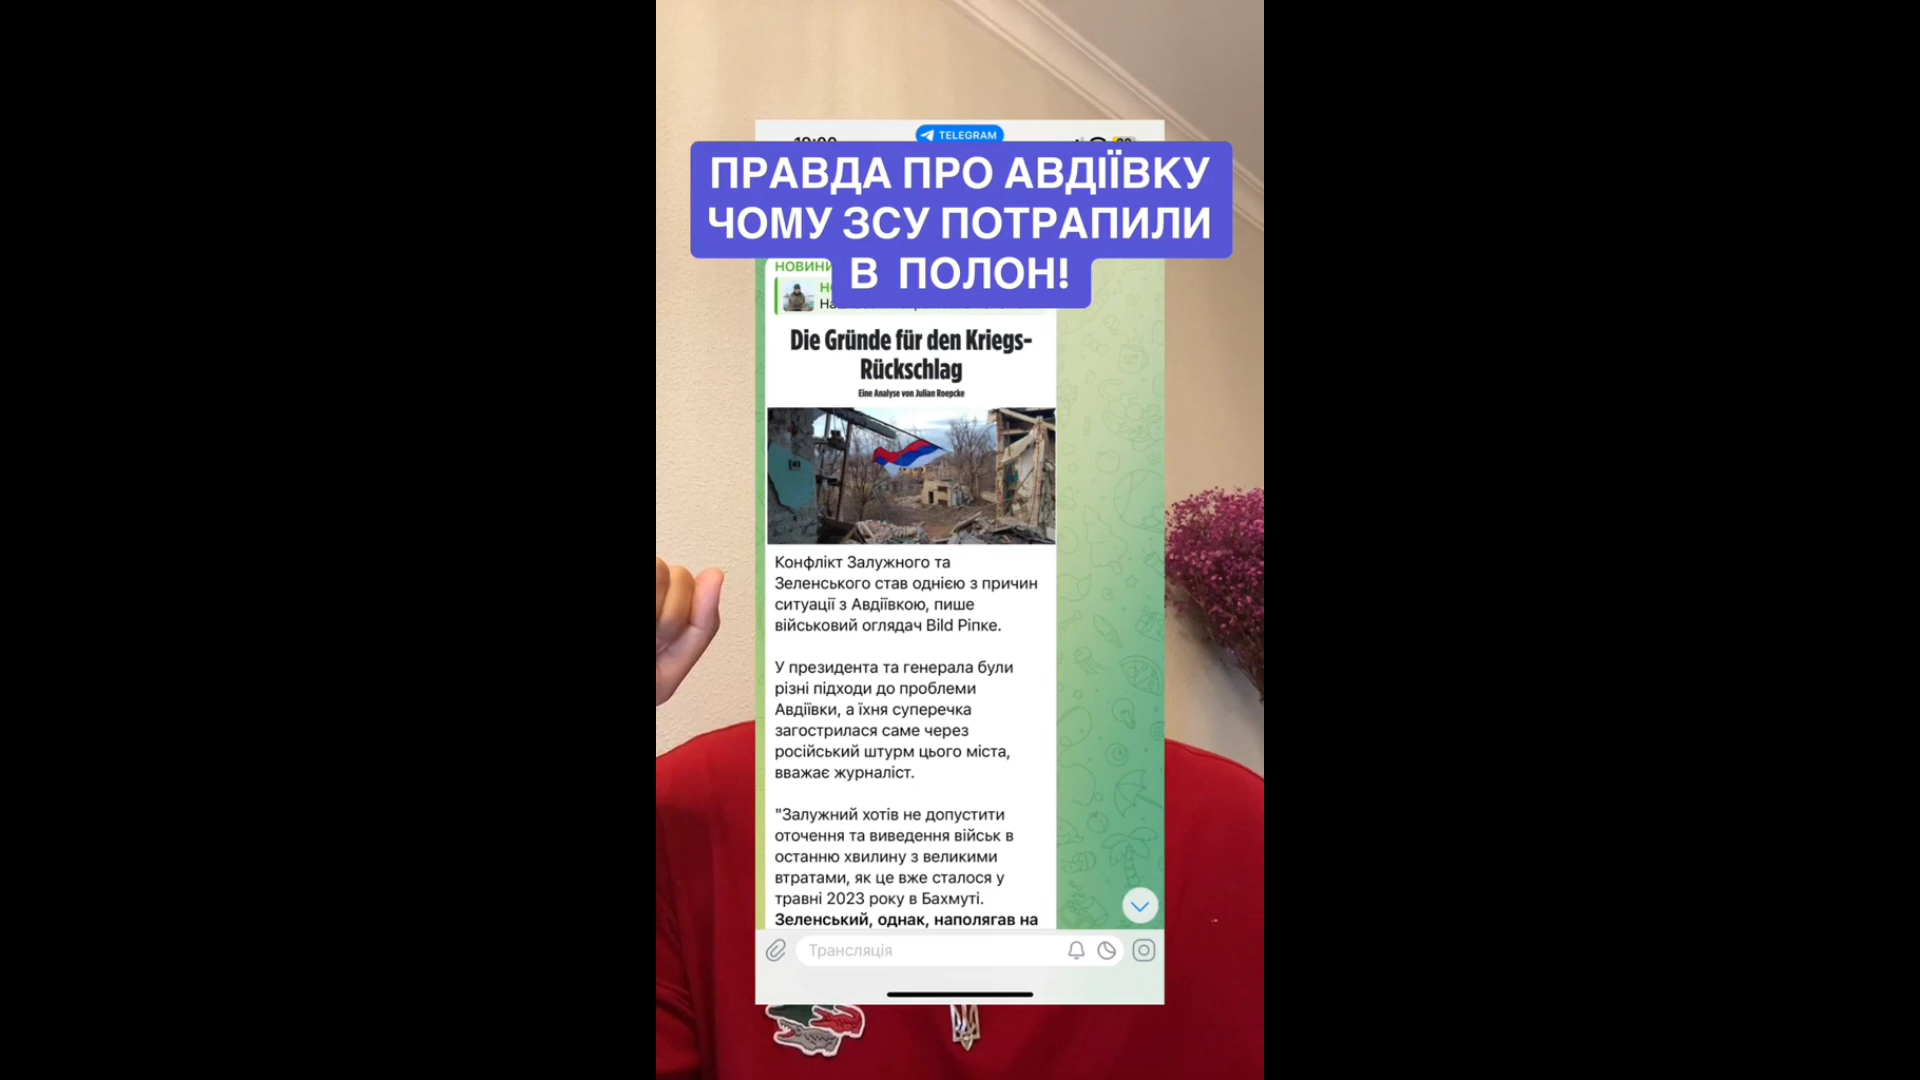 TELEGRAM
ПРАВДА ПРО АВДІЇВКУ
ЧОМУ ЗСУ ПОТРАПИЛИ
В ПОЛОН!
Die Gründe für den Kriegs-
Rückschlag
Eine Analyse von Julian Roepcke
Конфлікт Залужного та
Зеленського став однією з причин
ситуації з Авдіївкою, пише
військовий оглядач Bild Ріпке.
У президента та генерала були
різні підходи до проблеми
Авдіївки, а їхня суперечка
загострилася саме через
російський штурм цього міста,
вважає журналіст.
"Залужний хотів не допустити
оточення та виведення військ в
останню хвилину з великими
втратами, як це вже сталося у
травні 2023 року в Бахмуті.
Зеленський, однак, наполягав на
Трансляція